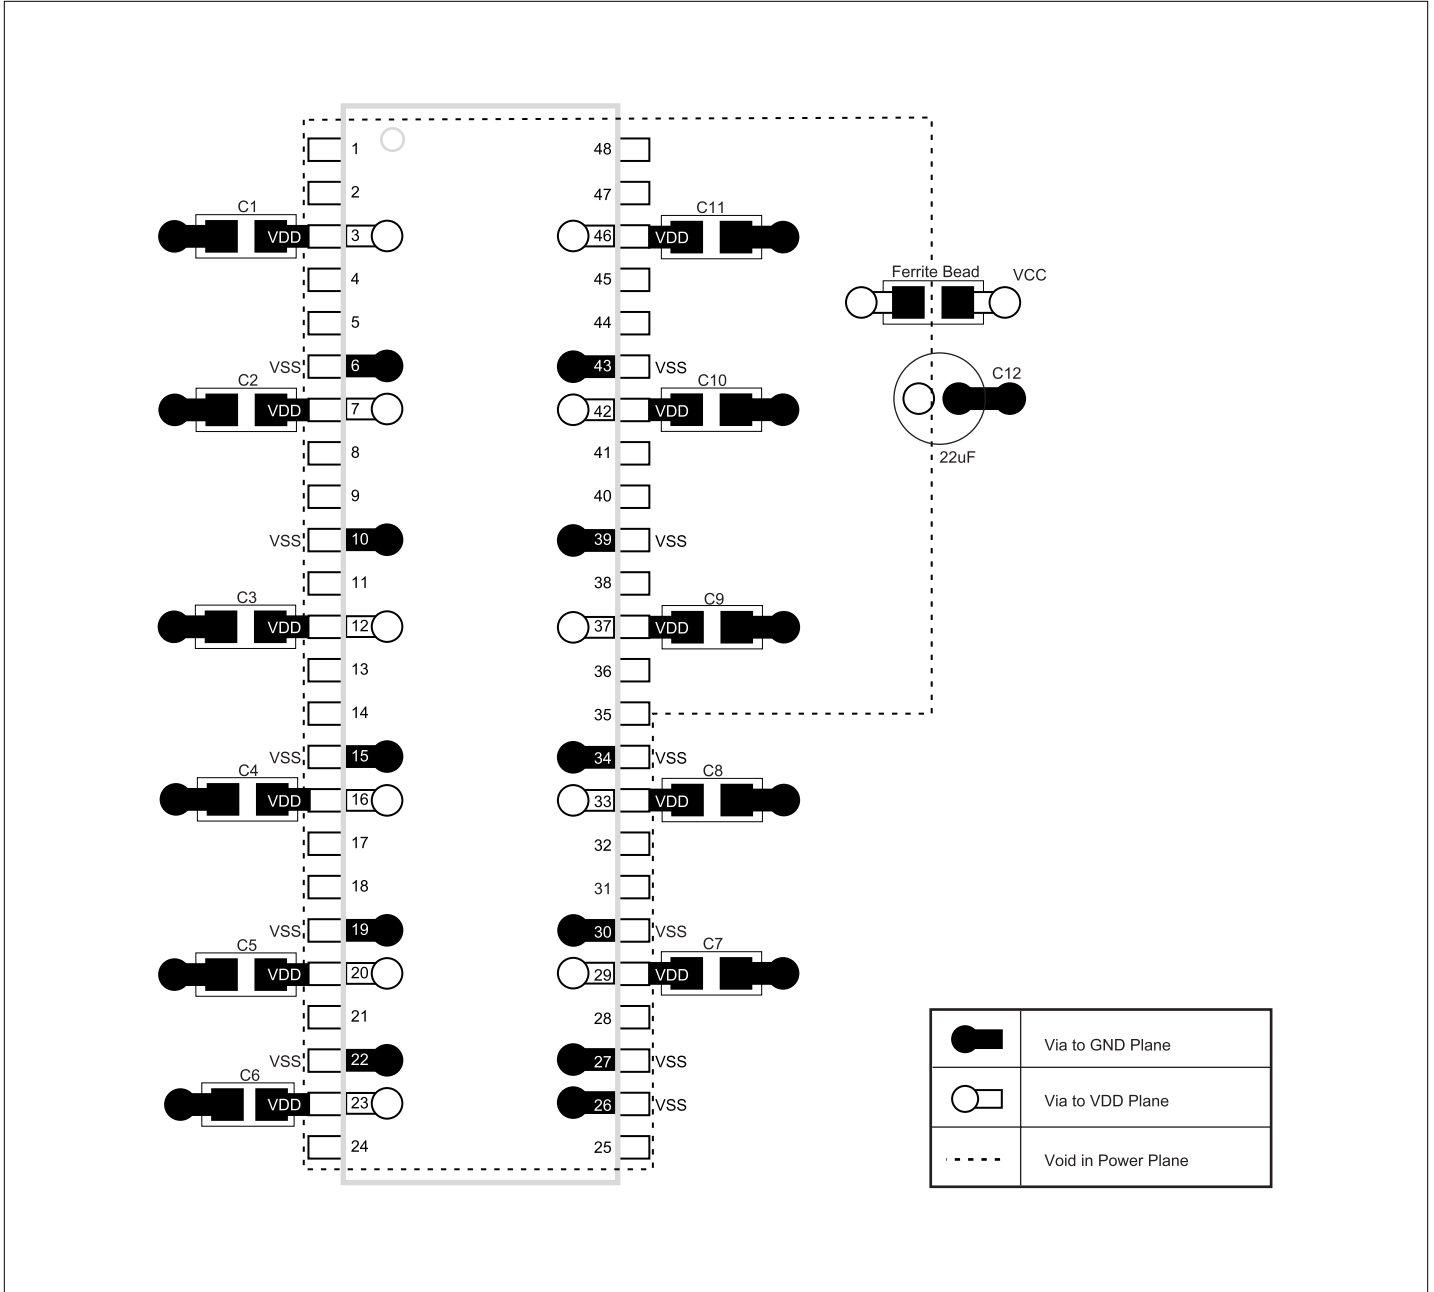 1 48
2 47
C1 C11
VDD 3 46 VDD
4 45
Ferrite Bead VCC
5 44
VSS 6 43 VSS
C2 C10 C12
VDD 7 42 VDD
8 41
22uF
9 40
VSS 10 39 VSS
11 38
C3 C9
VDD 12 37 VDD
13 36
14 35
VSS 15 34 VSS
C4 C8
VDD 16 33 VDD
17 32
18 31
VSS 19 30 VSS
C5 C7
VDD 20 29 VDD
21 28
VSS 22 27 VSS
C6
VDD 23 26 VSS
24 25
Via to GND Plane
Via to VDD Plane
Void in Power Plane